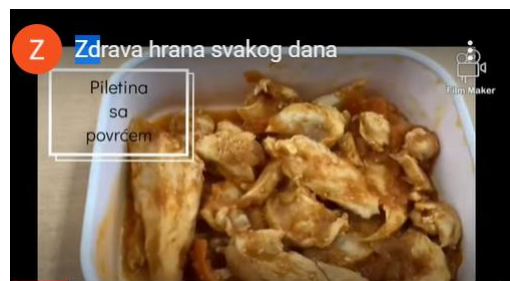 Z
Zdrava hrana svakog dana
Film Maker
Piletina
sa
povrćem